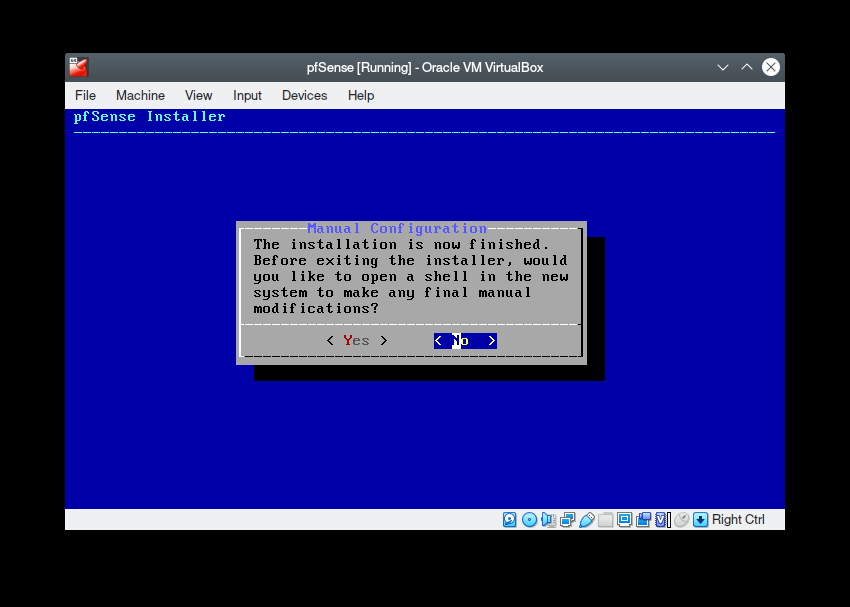 pfSense [Running] - Oracle VM VirtualBox
File Machine View Input Devices Help
pfSense Installer
Manual Configuration
The installation is now finished.
Before exiting the installer, would
you like to open a shell in the new
system to make any final manual
modifications?
< Yes > < No >
Right Ctrl